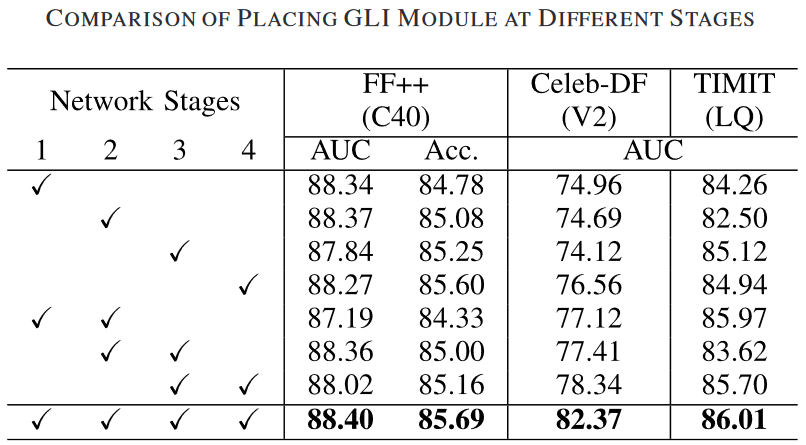 COMPARISON OF PLACING GLI MODULE AT DIFFERENT STAGES
Network Stages FF++ (C40) Celeb-DF (V2) TIMIT (LQ)
1 2 3 4 AUC Acc. AUC
✓ 88.34 84.78 74.96 84.26
✓ 88.37 85.08 74.69 82.50
✓ 87.84 85.25 74.12 85.12
✓ 88.27 85.60 76.56 84.94
✓ ✓ 87.19 84.33 77.12 85.97
✓ ✓ 88.36 85.00 77.41 83.62
✓ ✓ 88.02 85.16 78.34 85.70
✓ ✓ ✓ ✓ 88.40 85.69 82.37 86.01